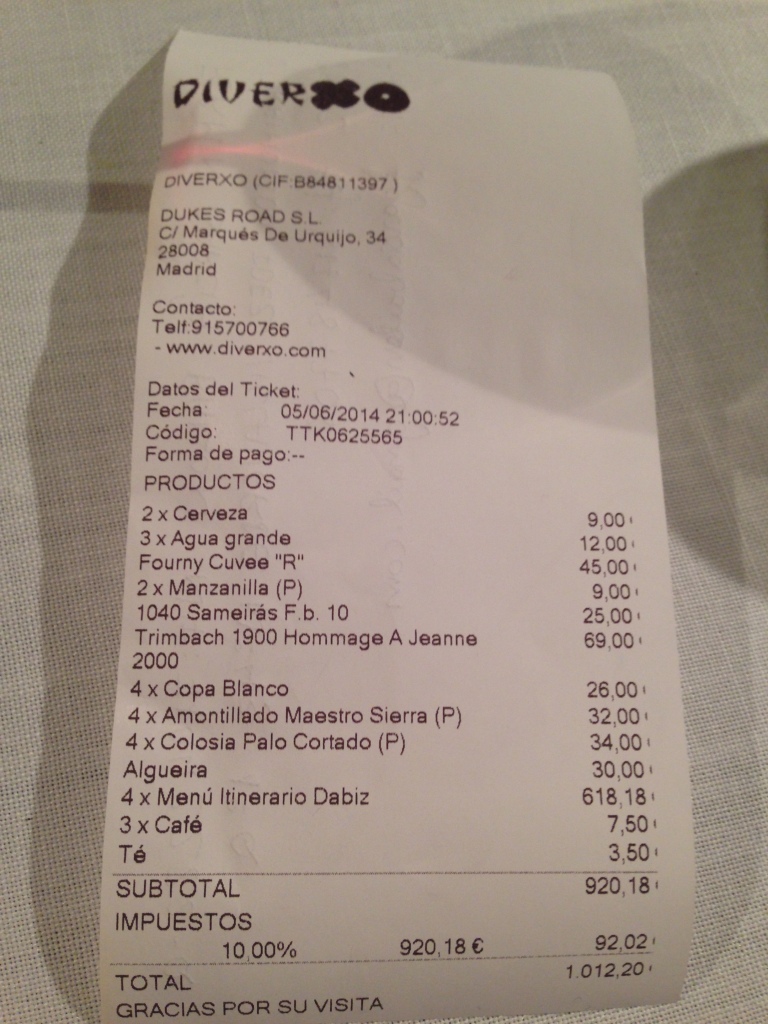 DIVERXO
DIVERXO (CIF:B84811397 )
DUKES ROAD S.L.
C/ Marqués De Urquijo, 34
28008
Madrid
Contacto:
Telf:915700766
- www.diverxo.com
Datos del Ticket:
Fecha: 05/06/2014 21:00:52
Código: TTK0625565
Forma de pago:--
PRODUCTOS
2 x Cerveza 9,00
3 x Agua grande 12,00
Fourny Cuvee "R" 45,00
2 x Manzanilla (P) 9,00
1040 Sameirás F.b. 10 25,00
Trimbach 1900 Hommage A Jeanne 69,00
2000
4 x Copa Blanco 26,00
4 x Amontillado Maestro Sierra (P) 32,00
4 x Colosia Palo Cortado (P) 34,00
Algueira 30,00
4 x Menú Itinerario Dabiz 618,18
3 x Café 7,50
Té 3,50
SUBTOTAL 920,18
IMPUESTOS
10,00% 920,18 € 92,02
TOTAL 1.012,20
GRACIAS POR SU VISITA